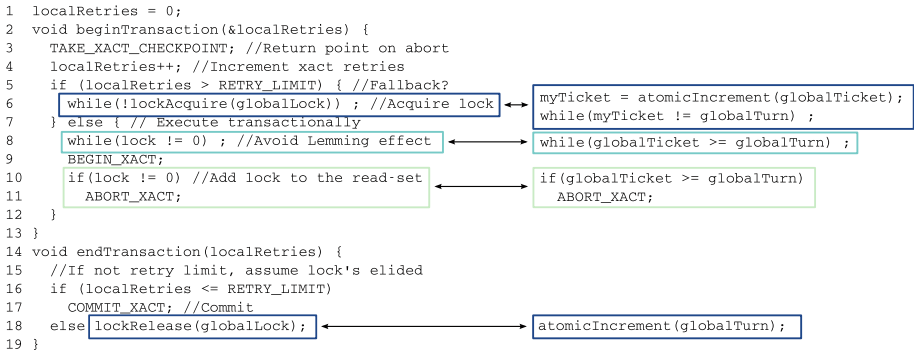 1 localRetries = 0;
2 void beginTransaction(&localRetries) {
3 TAKE_XACT_CHECKPOINT; //Return point on abort
4 localRetries++; //Increment xact retries
5 if (localRetries > RETRY_LIMIT) { //Fallback?
6 while(!lockAcquire(globalLock)) ; //Acquire lock
myTicket = atomicIncrement(globalTicket);
while(myTicket != globalTurn) ;
7 } else { // Execute transactionally
8 while(lock != 0) ; //Avoid Lemming effect
while(globalTicket >= globalTurn) ;
9 BEGIN_XACT;
10 if(lock != 0) //Add lock to the read-set
if(globalTicket >= globalTurn)
11 ABORT_XACT;
ABORT_XACT;
12 }
13 }
14 void endTransaction(localRetries) {
15 //If not retry limit, assume lock's elided
16 if (localRetries <= RETRY_LIMIT)
17 COMMIT_XACT; //Commit
18 else lockRelease(globalLock);
atomicIncrement(globalTurn);
19 }